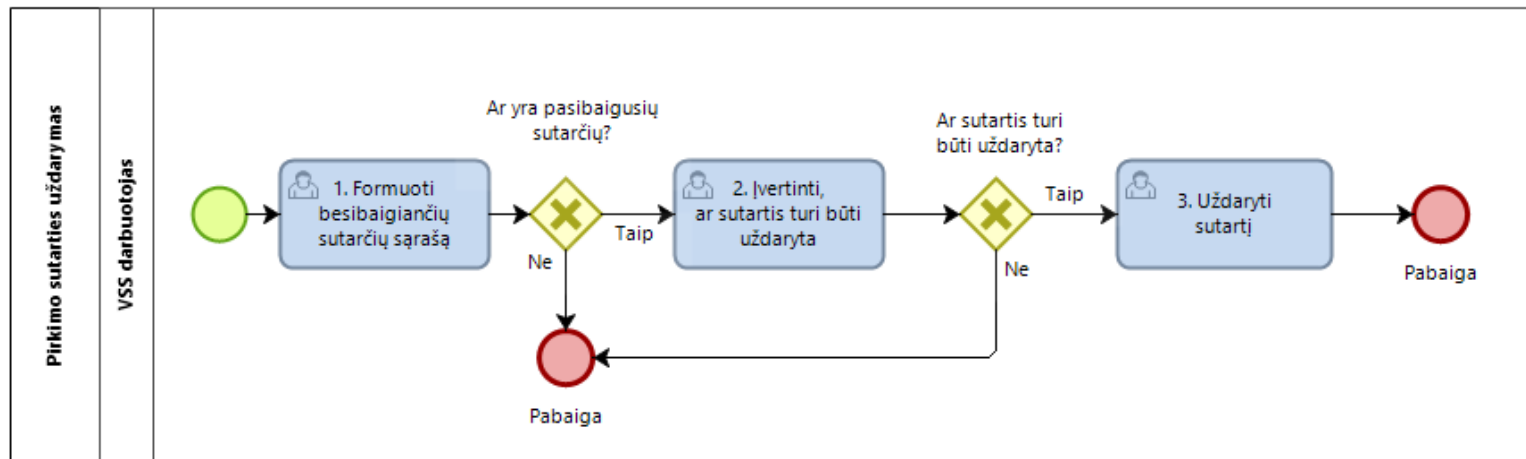 Pirkimo sutarties uždarymas
VSS darbuotojas
Ar yra pasibaigusių
sutarčių?
Ar sutartis turi
būti uždaryta?
1. Formuoti
besibaigiančių
sutarčių sąrašą
Taip
Ne
2. Įvertinti,
ar sutartis turi būti
uždaryta
Taip
Ne
3. Uždaryti
sutartį
Pabaiga
Pabaiga